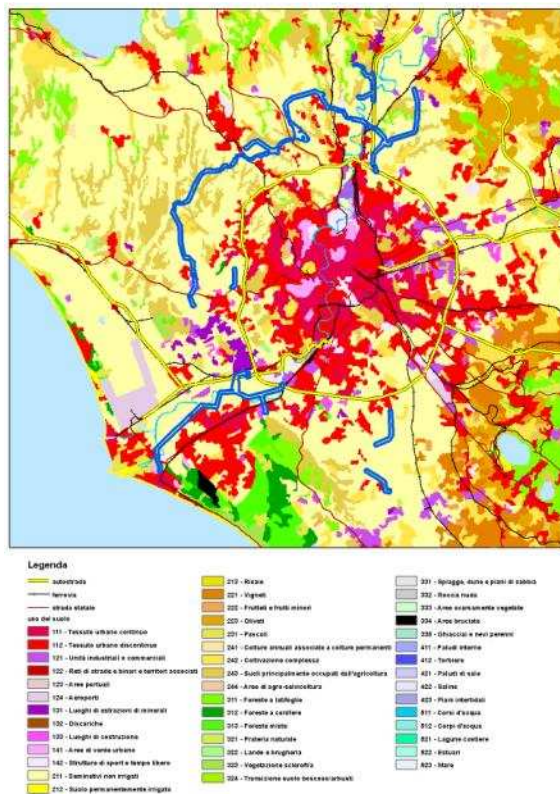 Legenda
autostrada
ferrovia
strada statale
uso del suolo
111 - Tessuto urbano continuo
112 - Tessuto urbano discontinuo
121 - Unità industriali e commerciali
122 - Reti di strade e binari e territori associati
123 - Aree portuali
124 - Aeroporti
131 - Luoghi di estrazioni di minerali
132 - Discariche
133 - Luoghi di costruzione
141 - Aree di verde urbano
142 - Strutture di sport e tempo libero
211 - Seminativi non irrigati
212 - Suolo permanentemente irrigato
213 - Risaie
221 - Vigneti
222 - Frutteti e frutti minori
223 - Oliveti
231 - Pascoli
241 - Colture annuali associate a colture permanenti
242 - Coltivazione complessa
243 - Suoli principalmente occupati dall'agricoltura
244 - Aree di agro-selvicoltura
311 - Foreste a latifoglie
312 - Foreste a conifere
313 - Foreste miste
321 - Praterie naturali
322 - Lande e brughiere
323 - Vegetazione sclerofila
324 - Transizione suolo boscoso/arbusti
331 - Spiagge, dune e piani di sabbia
332 - Roccia nuda
333 - Aree scarsamente vegetate
334 - Aree bruciate
335 - Ghiacciai e nevi perenni
411 - Paludi interne
412 - Torbiere
421 - Paludi di sale
422 - Saline
423 - Piani intertidali
511 - Corsi d'acqua
512 - Corpi d'acqua
521 - Lagune costiere
522 - Estuari
523 - Mare